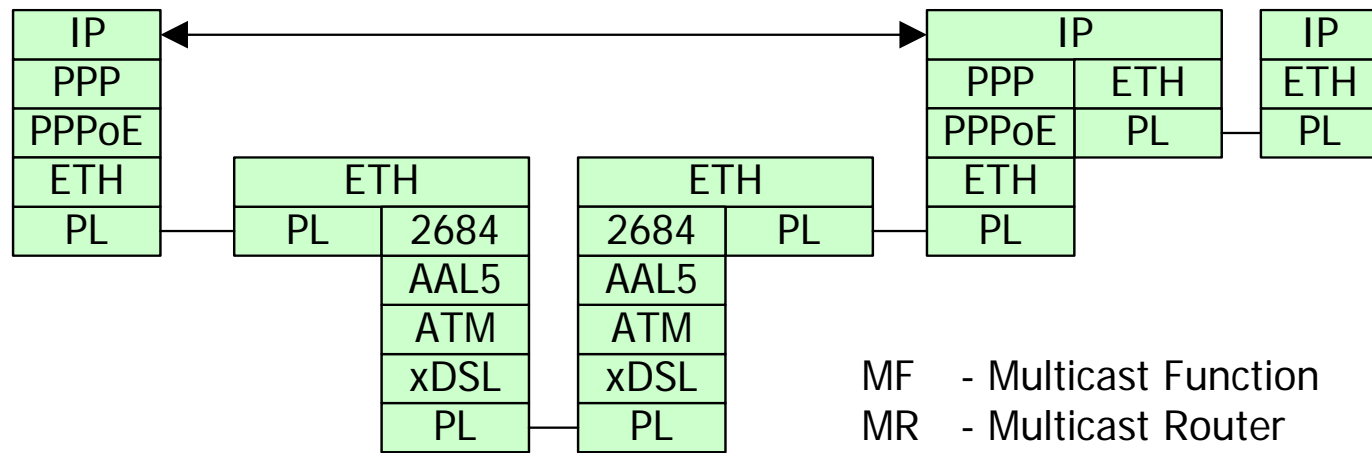 IP IP IP
PPP PPP ETH ETH
PPPoE PPPoE PL PL
ETH ETH ETH ETH
PL PL 2684 2684 PL PL
AAL5 AAL5
ATM ATM
xDSL xDSL
PL PL
MF - Multicast Function
MR - Multicast Router